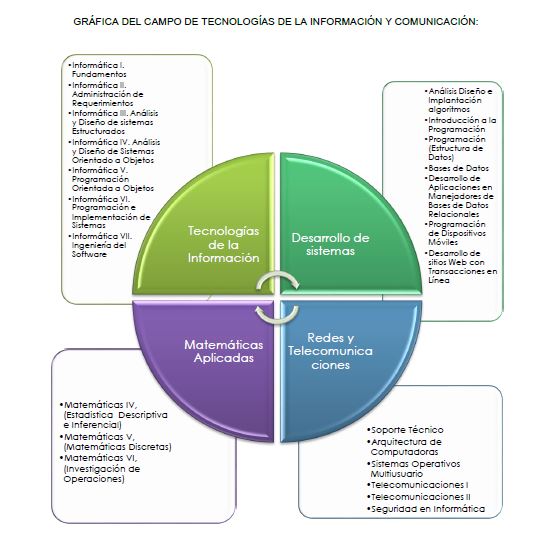 GRÁFICA DEL CAMPO DE TECNOLOGÍAS DE LA INFORMACIÓN Y COMUNICACIÓN:
•Informática I.
Fundamentos
•Informática II.
Administración de
Requerimientos
•Informática III. Análisis
y Diseño de sistemas
Estructurados
•Informática IV. Análisis
y Diseño de Sistemas
Orientado a Objetos
•Informática V.
Programación
Orientada a Objetos
•Informática VI.
Programación e
Implementación de
Sistemas
•Informática VII.
Ingeniería del
Software
•Análisis Diseño e
Implantación
algoritmos
•Introducción a la
Programación
•Programación
(Estructura de
Datos)
•Bases de Datos
•Desarrollo de
Aplicaciones en
Manejadores de
Bases de Datos
Relacionales
•Programación
de Dispositivos
Móviles
•Desarrollo de
sitios Web con
Transacciones en
Línea
Tecnologías
de la
Información
Desarrollo de
sistemas
Matemáticas
Aplicadas
Redes y
Telecomunica
ciones
•Matemáticas IV,
(Estadística Descriptiva
e Inferencial)
•Matemáticas V,
(Matemáticas Discretas)
•Matemáticas VI,
(Investigación de
Operaciones)
•Soporte Técnico
•Arquitectura de
Computadoras
•Sistemas Operativos
Multiusuario
•Telecomunicaciones I
•Telecomunicaciones II
•Seguridad en Informática